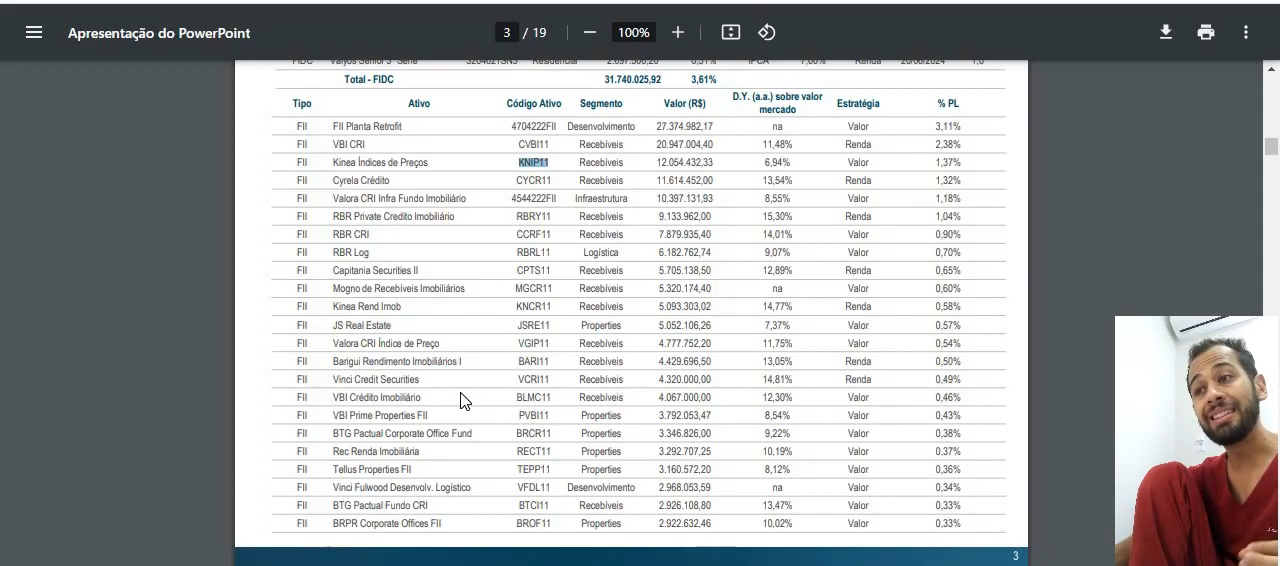 Apresentação do PowerPoint 3 / 19 100%
FIDC Valyos Senior 3ª Série Residencial 0,31% IPCA 7,00% Renda 20/06/2024
Total - FIDC 31.740.025,92 3,61%
Tipo Ativo Código Ativo Segmento Valor (R$) D.Y. (a.a.) sobre valor mercado Estratégia % PL
FII FII Planta Retrofit 4704222FII Desenvolvimento 27.374.982,17 na Valor 3,11%
FII VBI CRI CVBI11 Recebíveis 20.947.004,40 11,48% Renda 2,38%
FII Kinea Índices de Preços KNIP11 Recebíveis 12.054.432,33 6,94% Valor 1,37%
FII Cyrela Crédito CYCR11 Recebíveis 11.614.452,00 13,54% Renda 1,32%
FII Valora CRI Infra Fundo Imobiliário 4544222FII Infraestrutura 10.397.131,93 8,55% Valor 1,18%
FII RBR Private Credito Imobiliário RBRY11 Recebíveis 9.133.962,00 15,30% Renda 1,04%
FII RBR CRI CCRF11 Recebíveis 7.879.935,40 14,01% Renda 0,90%
FII RBR Log RBRL11 Logística 6.182.762,74 9,07% Valor 0,70%
FII Capitania Securities II CPTS11 Recebíveis 5.705.138,50 12,89% Renda 0,65%
FII Mogno de Recebíveis Imobiliários MGCR11 Recebíveis 5.320.174,40 na Valor 0,60%
FII Kinea Rend Imob KNCR11 Recebíveis 5.093.303,02 14,77% Renda 0,58%
FII JS Real Estate JSRE11 Properties 5.052.106,26 7,37% Valor 0,57%
FII Valora CRI Índice de Preço VGIP11 Recebíveis 4.777.752,20 11,75% Valor 0,54%
FII Barigui Rendimento Imobiliários I BARI11 Recebíveis 4.429.696,50 13,05% Renda 0,50%
FII Vinci Credit Securities VCRI11 Recebíveis 4.320.000,00 14,81% Renda 0,49%
FII VBI Crédito Imobiliário BLMC11 Recebíveis 4.067.000,00 12,30% Valor 0,46%
FII VBI Prime Properties FII PVBI11 Properties 3.792.053,47 8,54% Valor 0,43%
FII BTG Pactual Corporate Office Fund BRCR11 Properties 3.346.826,00 9,22% Valor 0,38%
FII Rec Renda Imobiliária RECT11 Properties 3.292.707,25 10,19% Valor 0,37%
FII Tellus Properties FII TEPP11 Properties 3.160.572,20 8,12% Valor 0,36%
FII Vinci Fulwood Desenvolv. Logístico VFDL11 Desenvolvimento 2.968.053,59 na Valor 0,34%
FII BTG Pactual Fundo CRI BTCI11 Recebíveis 2.926.108,80 13,47% Valor 0,33%
FII BRPR Corporate Offices FII BROF11 Properties 2.922.632,46 10,02% Valor 0,33%
3